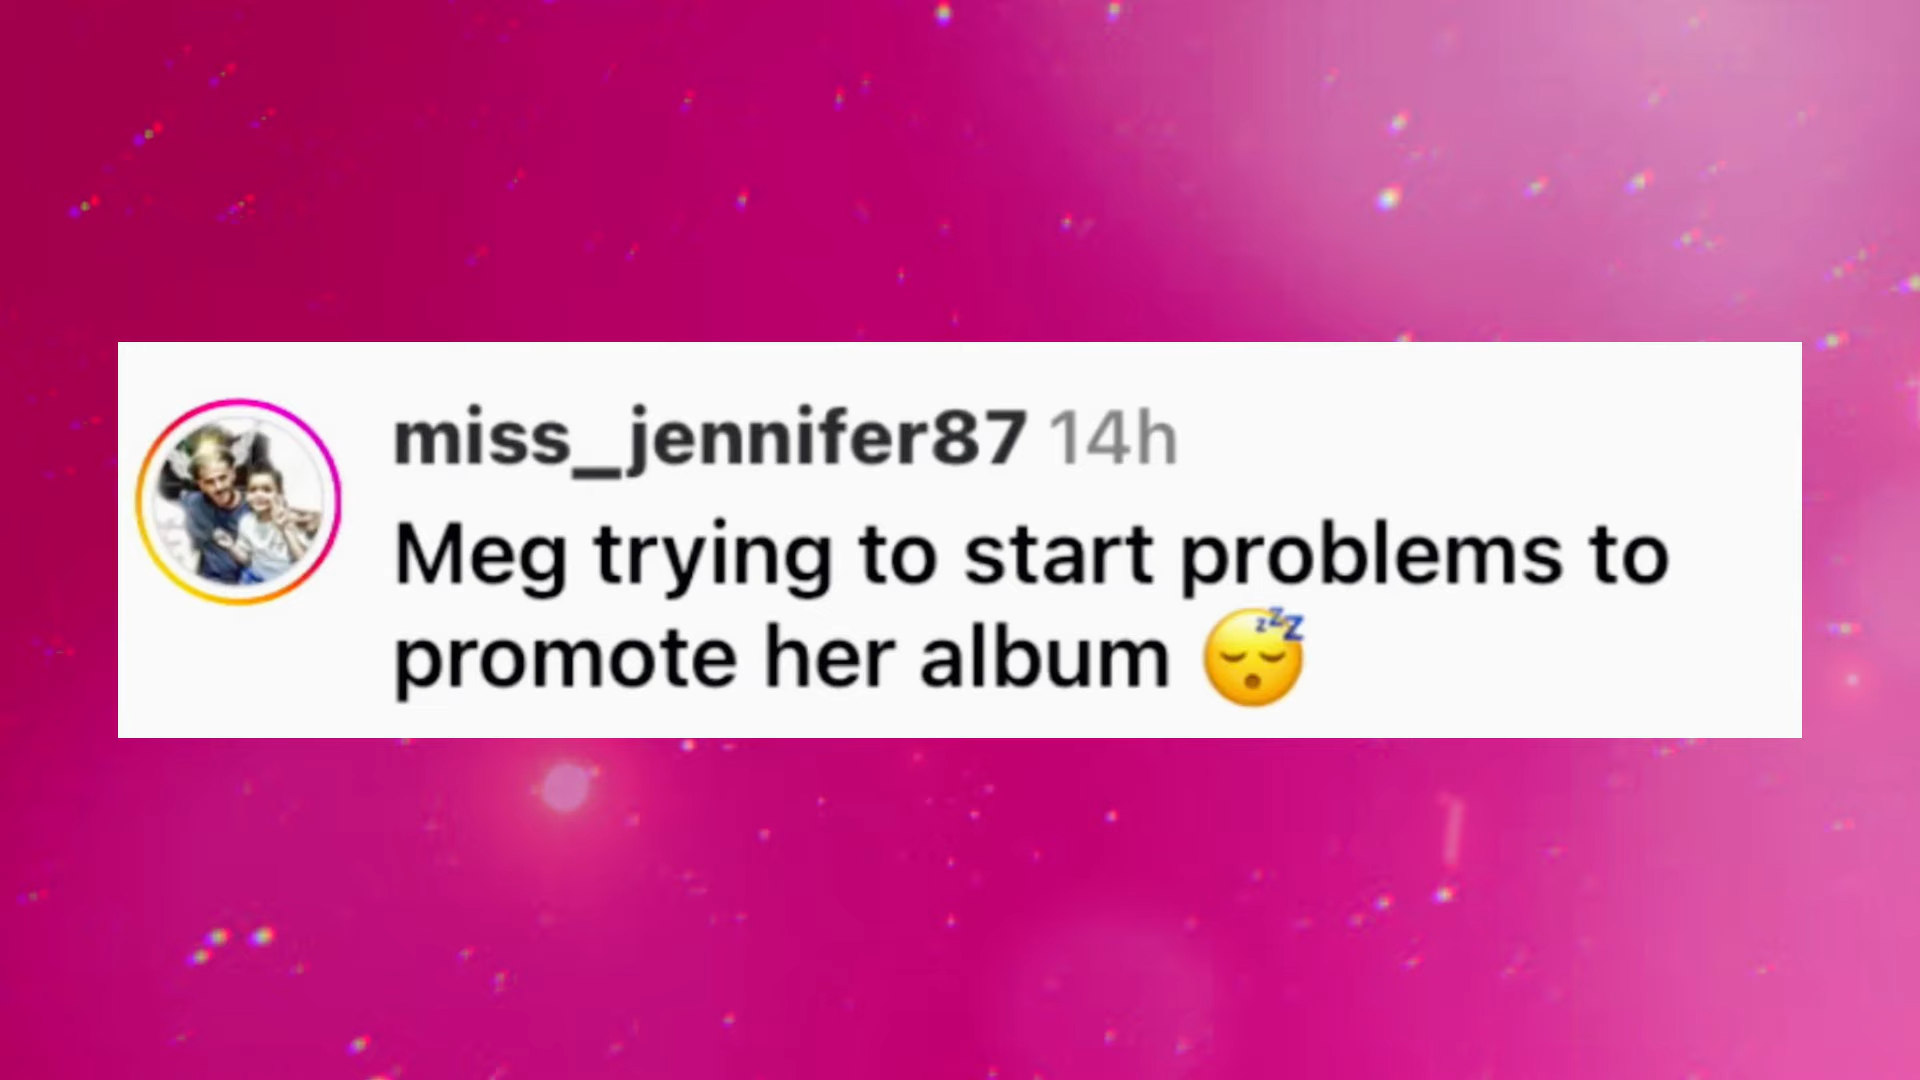 miss_jennifer87 14h
Meg trying to start problems to
promote her album 😴